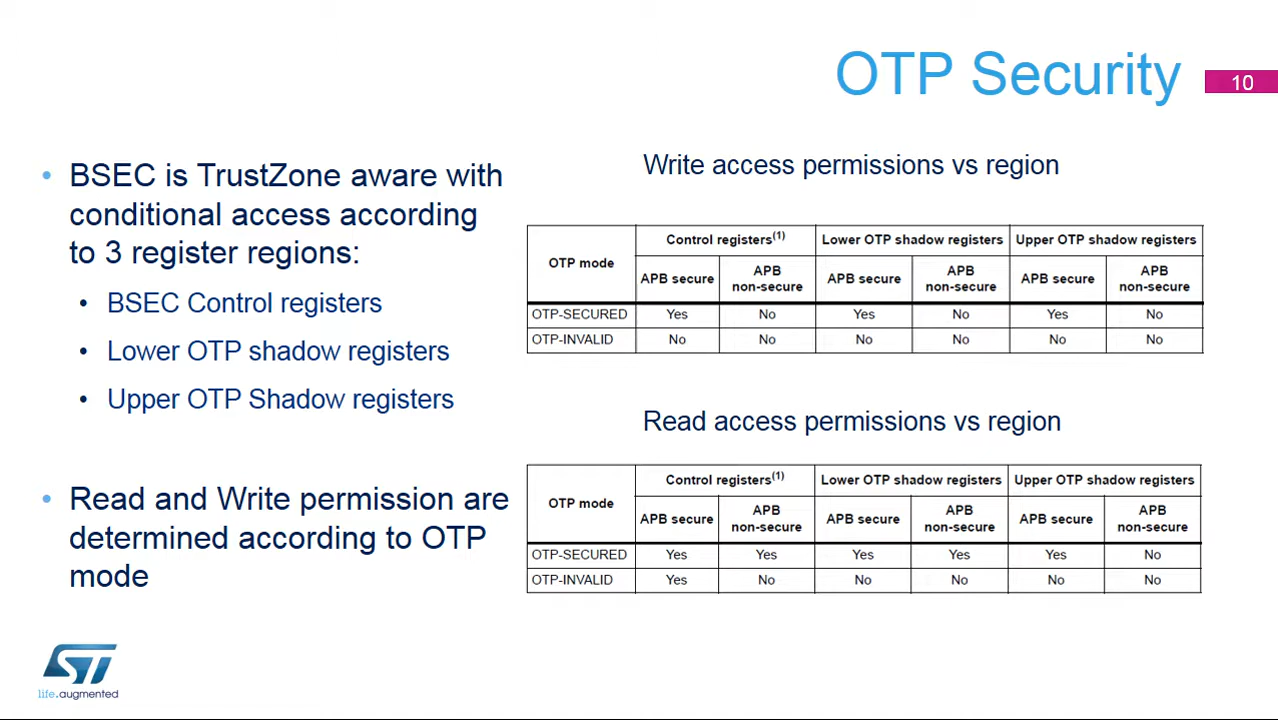 OTP Security
10
• BSEC is TrustZone aware with
conditional access according
to 3 register regions:
• BSEC Control registers
• Lower OTP shadow registers
• Upper OTP Shadow registers
• Read and Write permission are
determined according to OTP
mode
Write access permissions vs region
OTP mode Control registers(1) Lower OTP shadow registers Upper OTP shadow registers
APB secure APB non-secure APB secure APB non-secure APB secure APB non-secure
OTP-SECURED Yes No Yes No Yes No
OTP-INVALID No No No No No No
Read access permissions vs region
OTP mode Control registers(1) Lower OTP shadow registers Upper OTP shadow registers
APB secure APB non-secure APB secure APB non-secure APB secure APB non-secure
OTP-SECURED Yes Yes Yes Yes Yes No
OTP-INVALID Yes No No No No No
ST
life.augmented